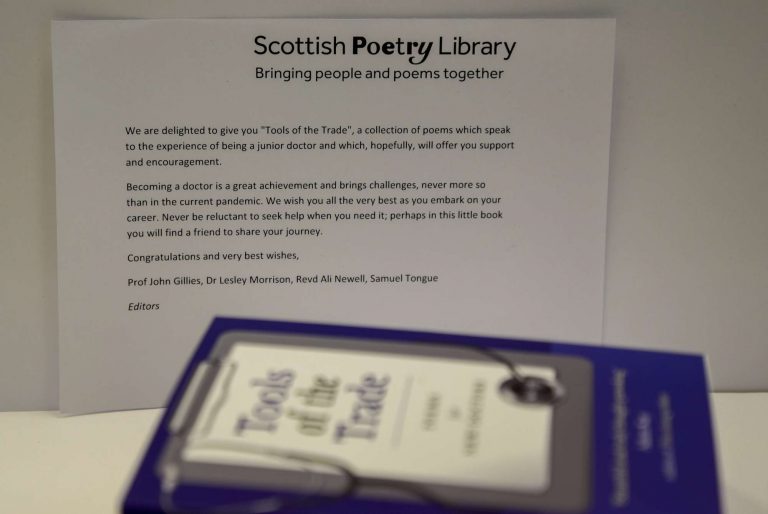 Scottish Poetry Library
Bringing people and poems together
We are delighted to give you "Tools of the Trade", a collection of poems which speak
to the experience of being a junior doctor and which, hopefully, will offer you support
and encouragement.
Becoming a doctor is a great achievement and brings challenges, never more so
than in the current pandemic. We wish you all the very best as you embark on your
career. Never be reluctant to seek help when you need it; perhaps in this little book
you will find a friend to share your journey.
Congratulations and very best wishes,
Prof John Gillies, Dr Lesley Morrison, Revd Ali Newell, Samuel Tongue
Editors
Tools
of the
Trade